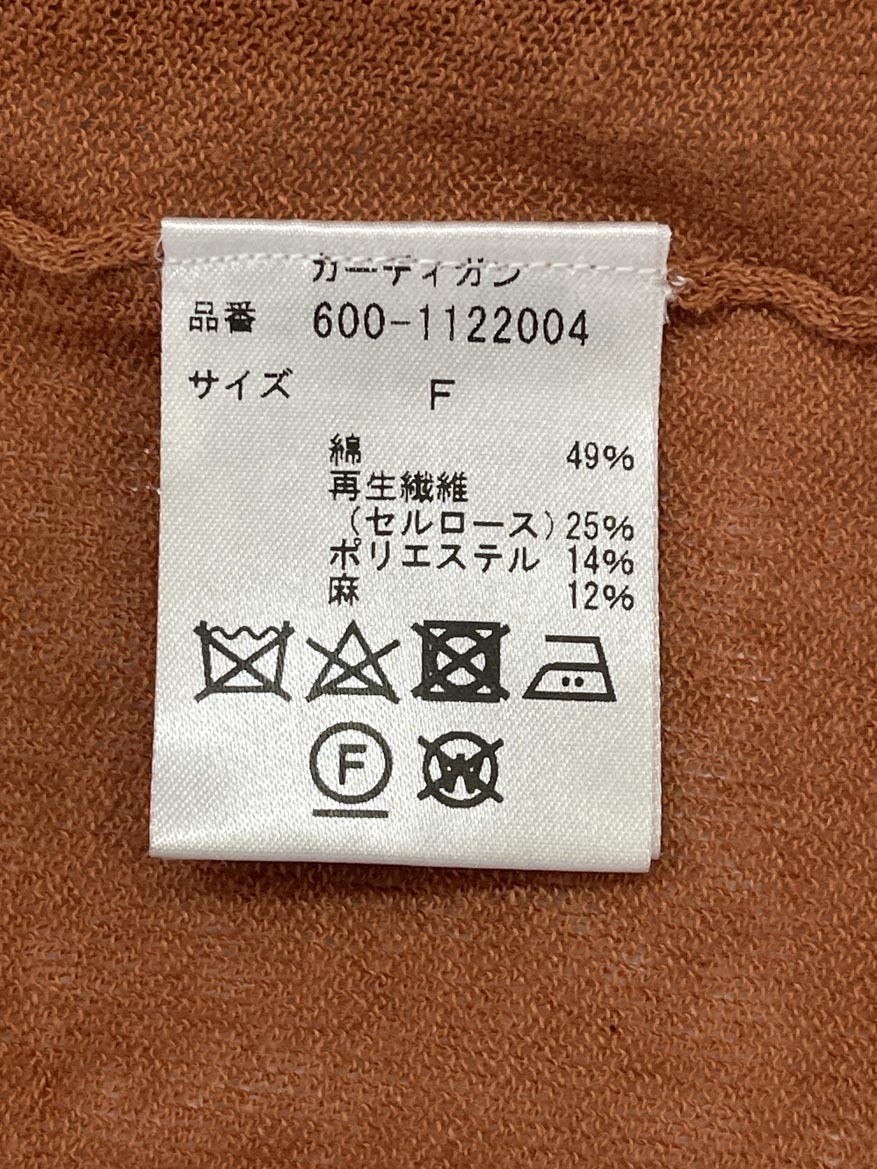 カーディガン
品番 600-1122004
サイズ F
綿 49%
再生繊維
(セルロース) 25%
ポリエステル 14%
麻 12%
F W